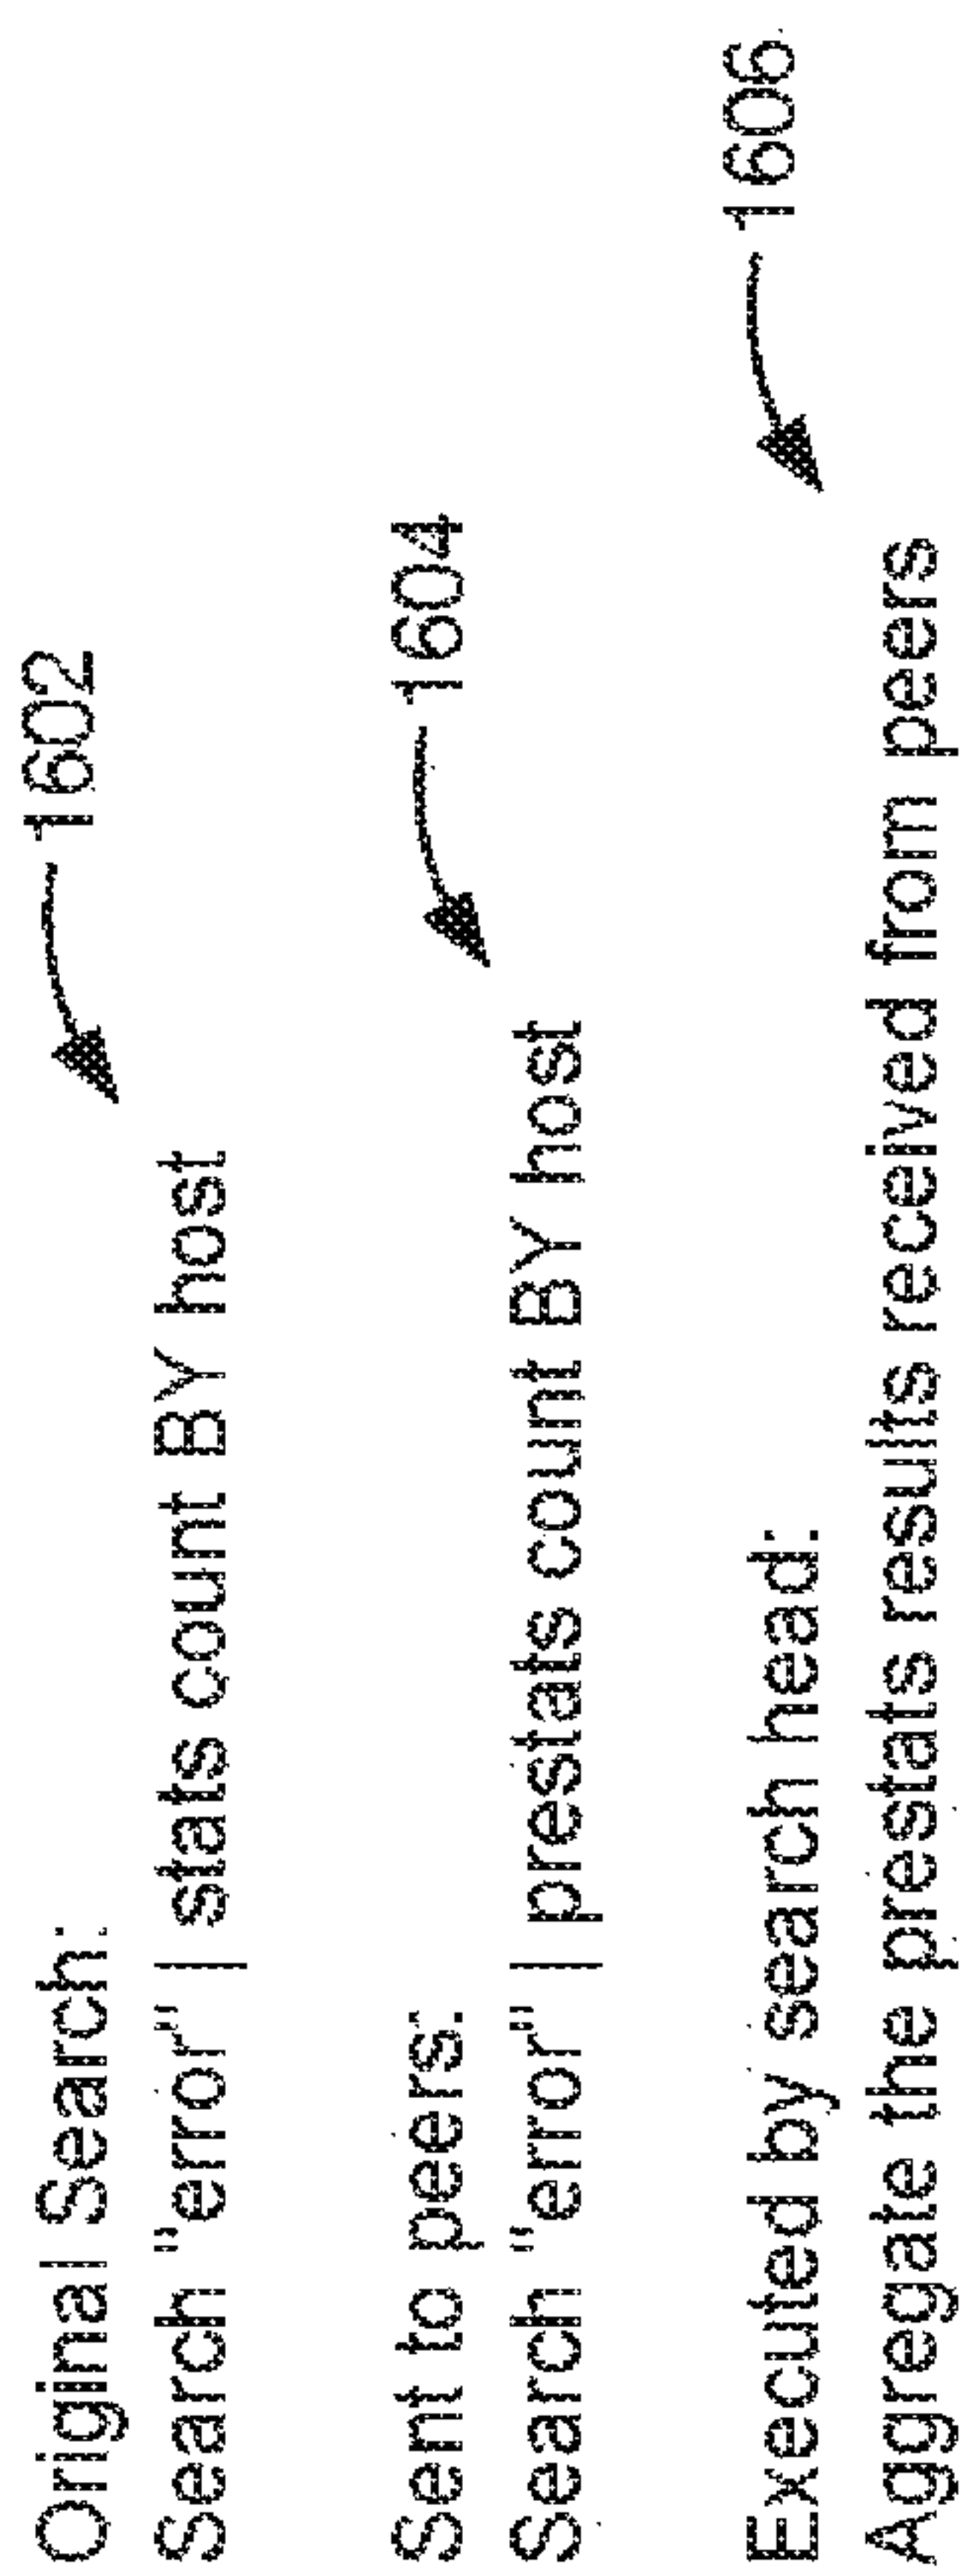 Original Search: 1602
Search "error" | stats count BY host
Sent to peers: 1604
Search "error" | prestats count BY host
Executed by search head: 1606
Aggregate the prestats results received from peers